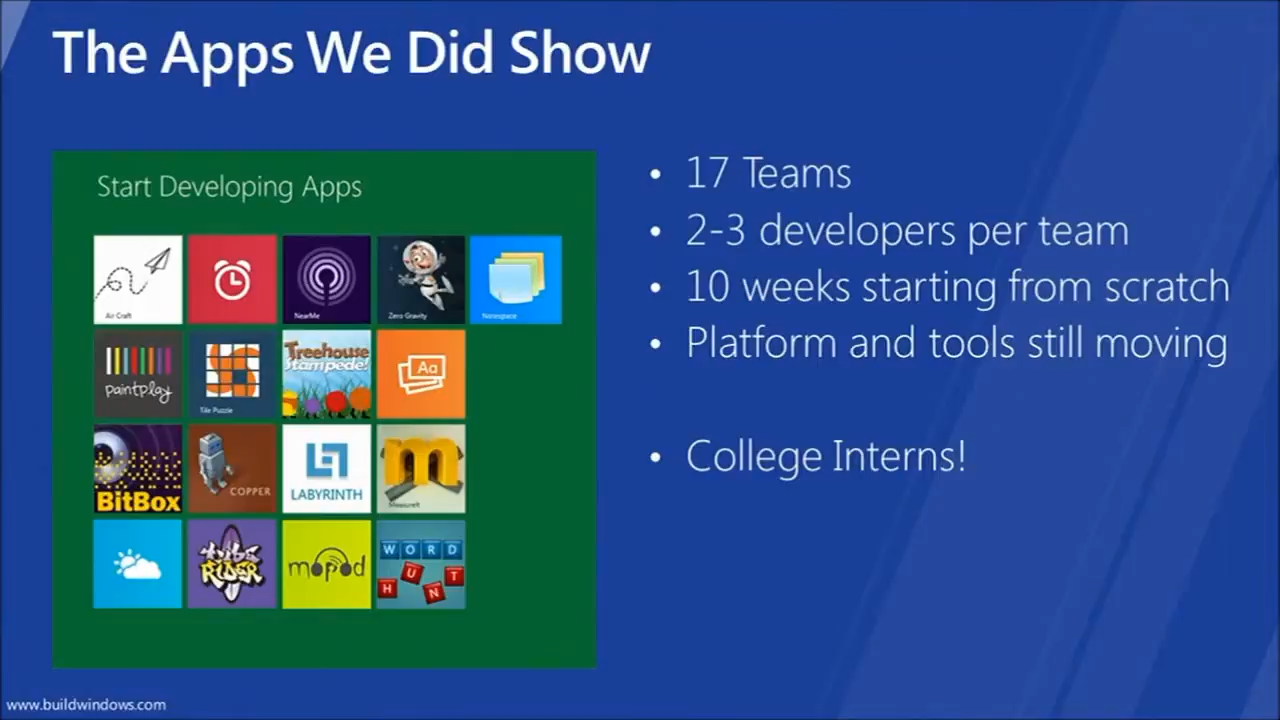 The Apps We Did Show
Start Developing Apps
Air Craft
NearMe
Zero Gravity
Notespace
paintplay
Tile Puzzle
Treehouse
Stampede!
Aa
BitBox
COPPER
LABYRINTH
m
RIDER
mopod
WORD
HUNT
• 17 Teams
• 2-3 developers per team
• 10 weeks starting from scratch
• Platform and tools still moving
• College Interns!
www.buildwindows.com